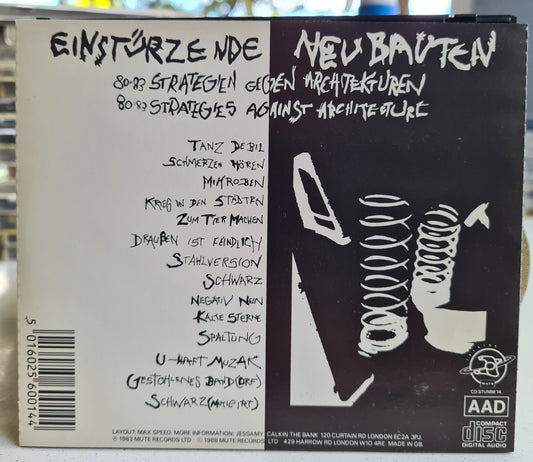 EINSTÜRZENDE NEUBAUTEN
80-83 STRATEGIEN GEGEN ARCHITEKTUREN
80-83 STRATEGIES AGAINST ARCHITECTURE
TANZ DEBIL
SCHMERZEN HÖREN
MIKROBEN
KRIEG IN DEN STÄDTEN
ZUM TIER MACHEN
DRAUßEN IST FEINDLICH
STAHLVERSION
SCHWARZ
NEGATIV NEIN
KALTE STERNE
SPALTUNG
U-HAFT MUZAK
GESTOHLENES BAND (ORF)
SCHWARZ (MUTIERT)
5 016025 600144
MUTE
CD STUMM 14
AAD
COMPACT
disc
DIGITAL AUDIO
LAYOUT: MAX SPEED. MORE INFORMATION: JESSAMY CALKIN THE BANK 120 CURTAIN RD LONDON EC2A 3PJ.
Ⓟ 1983 MUTE RECORDS LTD © 1988 MUTE RECORDS LTD 429 HARROW RD LONDON W10 4RE. MADE IN GB.